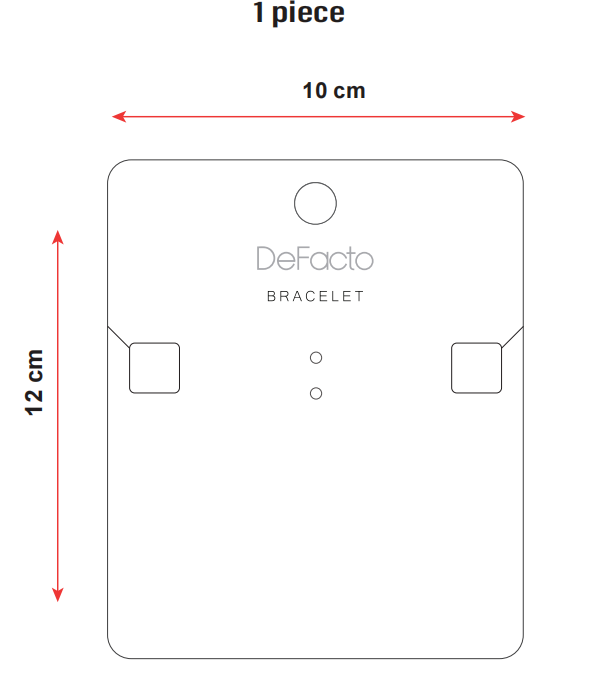 1 piece
10 cm
DeFacto
BRACELET
12 cm